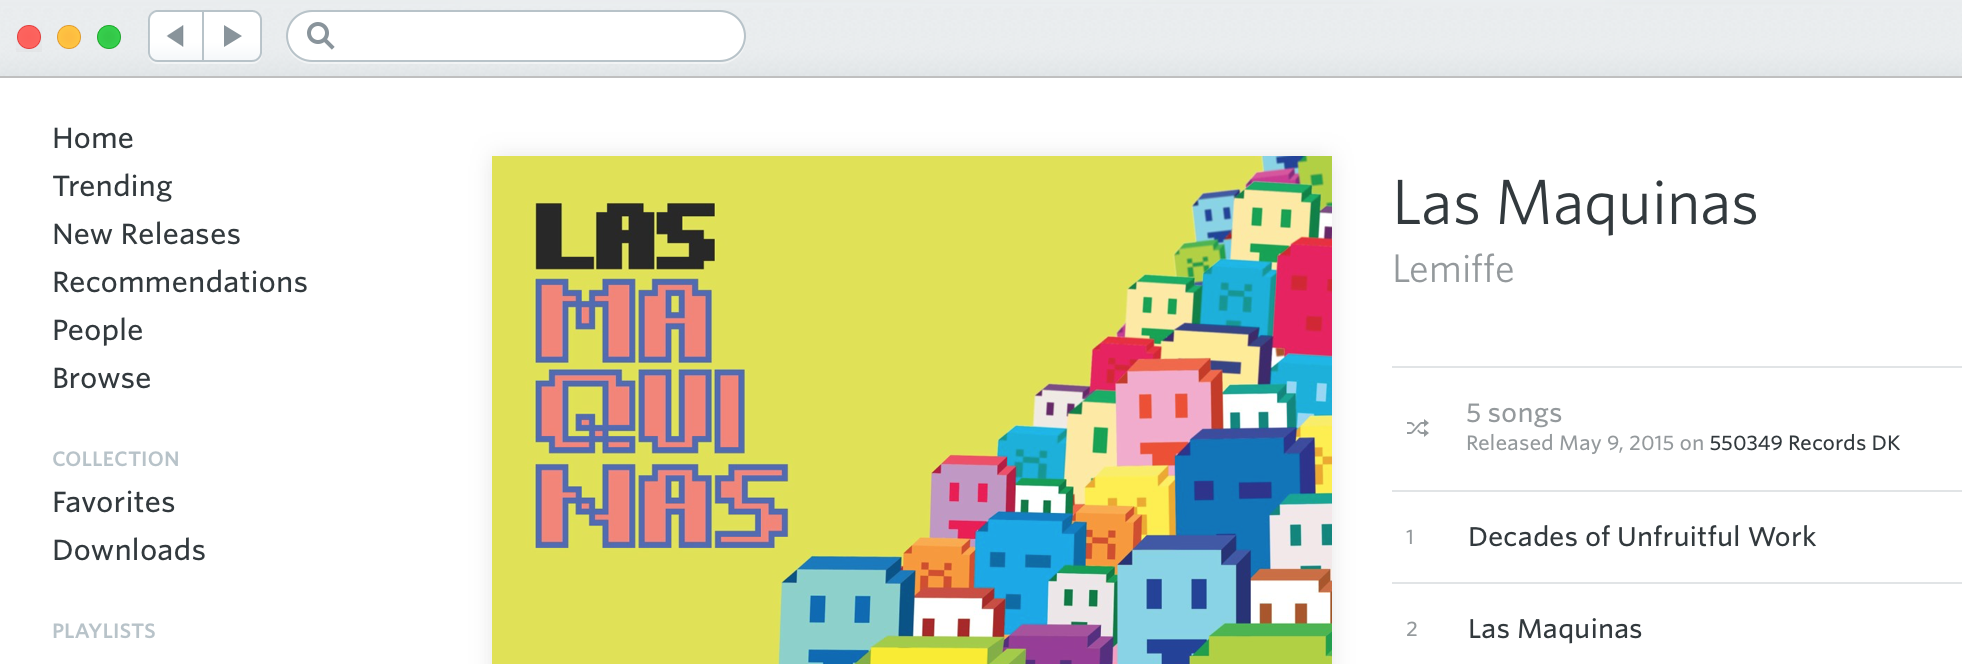 Home
Trending
New Releases
Recommendations
People
Browse
COLLECTION
Favorites
Downloads
PLAYLISTS
LAS
MA
QUI
NAS
Las Maquinas
Lemiffe
5 songs
Released May 9, 2015 on 550349 Records DK
1 Decades of Unfruitful Work
2 Las Maquinas